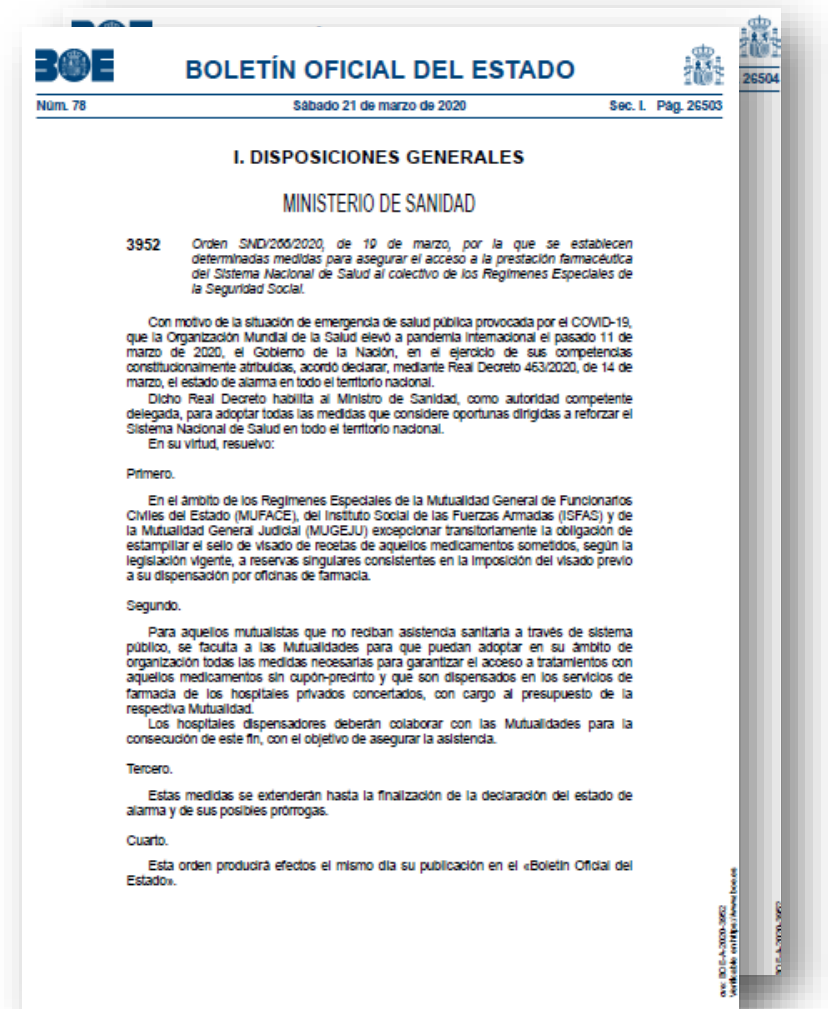 BOE
BOLETÍN OFICIAL DEL ESTADO
Núm. 78
Sábado 21 de marzo de 2020
Sec. I. Pág. 26503
26504
I. DISPOSICIONES GENERALES
MINISTERIO DE SANIDAD
3952
Orden SND/266/2020, de 19 de marzo, por la que se establecen
determinadas medidas para asegurar el acceso a la prestación farmacéutica
del Sistema Nacional de Salud al colectivo de los Regímenes Especiales de
la Seguridad Social.
Con motivo de la situación de emergencia de salud pública provocada por el COVID-19,
que la Organización Mundial de la Salud elevó a pandemia internacional el pasado 11 de
marzo de 2020, el Gobierno de la Nación, en el ejercicio de sus competencias
constitucionalmente atribuidas, acordó declarar, mediante Real Decreto 463/2020, de 14 de
marzo, el estado de alarma en todo el territorio nacional.
Dicho Real Decreto habilita al Ministro de Sanidad, como autoridad competente
delegada, para adoptar todas las medidas que considere oportunas dirigidas a reforzar el
Sistema Nacional de Salud en todo el territorio nacional.
En su virtud, resuelvo:
Primero.
En el ámbito de los Regímenes Especiales de la Mutualidad General de Funcionarios
Civiles del Estado (MUFACE), del Instituto Social de las Fuerzas Armadas (ISFAS) y de
la Mutualidad General Judicial (MUGEJU) excepcionar transitoriamente la obligación de
estampillar el sello de visado de recetas de aquellos medicamentos sometidos, según la
legislación vigente, a reservas singulares consistentes en la imposición del visado previo
a su dispensación por oficinas de farmacia.
Segundo.
Para aquellos mutualistas que no reciban asistencia sanitaria a través de sistema
público, se faculta a las Mutualidades para que puedan adoptar en su ámbito de
organización todas las medidas necesarias para garantizar el acceso a tratamientos con
aquellos medicamentos sin cupón-precinto y que son dispensados en los servicios de
farmacia de los hospitales privados concertados, con cargo al presupuesto de la
respectiva Mutualidad.
Los hospitales dispensadores deberán colaborar con las Mutualidades para la
consecución de este fin, con el objetivo de asegurar la asistencia.
Tercero.
Estas medidas se extenderán hasta la finalización de la declaración del estado de
alarma y de sus posibles prórrogas.
Cuarto.
Esta orden producirá efectos el mismo día su publicación en el «Boletín Oficial del
Estado».
cve: BOE-A-2020-3952
Verificable en https://www.boe.es